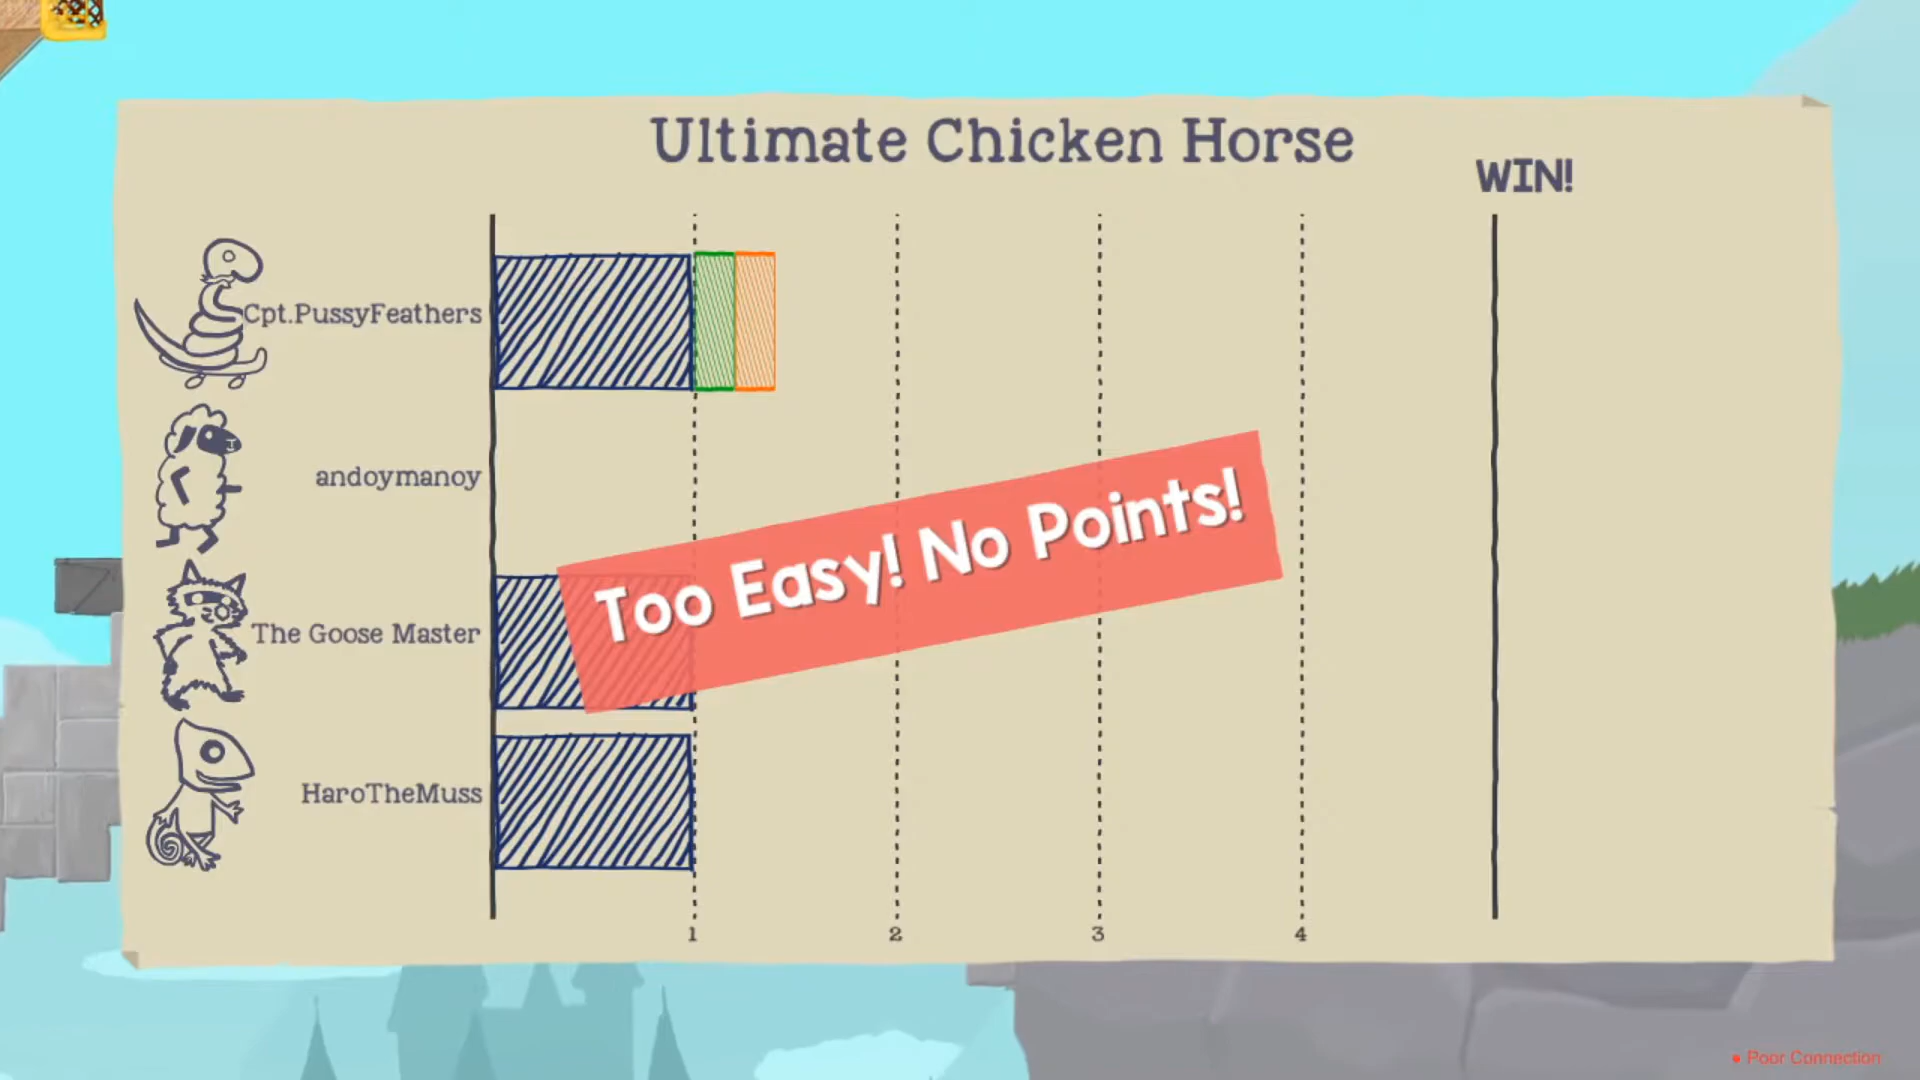 Ultimate Chicken Horse
WIN!
Cpt.PussyFeathers
andoymanoy
Too Easy! No Points!
The Goose Master
HaroTheMuss
1 2 3 4
Poor Connection